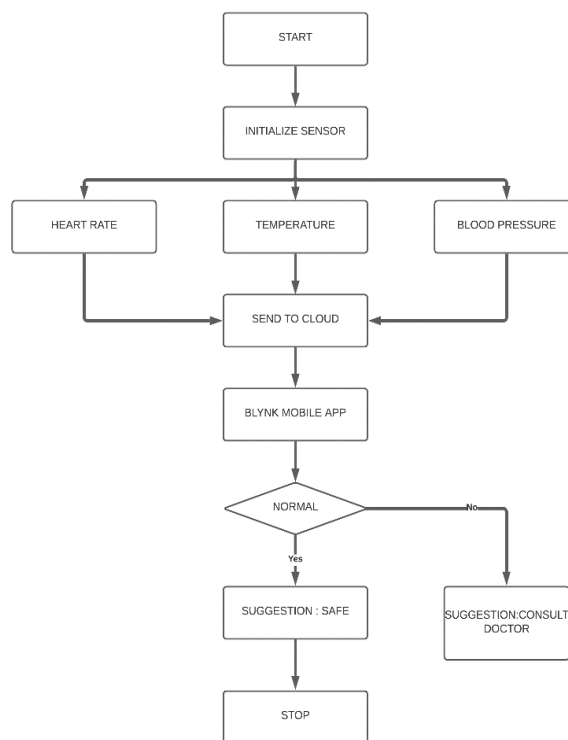 START
INITIALIZE SENSOR
HEART RATE
TEMPERATURE
BLOOD PRESSURE
SEND TO CLOUD
BLYNK MOBILE APP
NORMAL
No
Yes
SUGGESTION : SAFE
SUGGESTION:CONSULT
DOCTOR
STOP